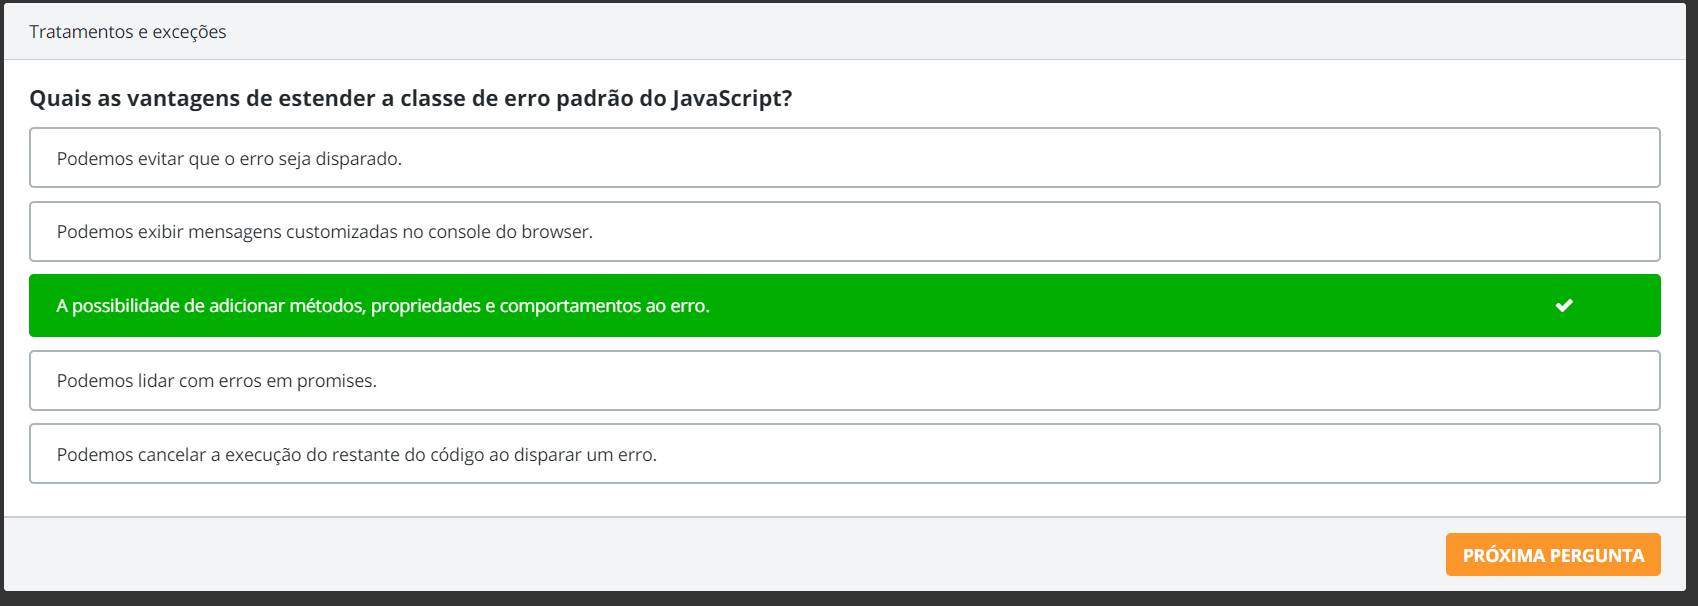 Tratamentos e exceções
Quais as vantagens de estender a classe de erro padrão do JavaScript?
Podemos evitar que o erro seja disparado.
Podemos exibir mensagens customizadas no console do browser.
A possibilidade de adicionar métodos, propriedades e comportamentos ao erro.
Podemos lidar com erros em promises.
Podemos cancelar a execução do restante do código ao disparar um erro.
PRÓXIMA PERGUNTA